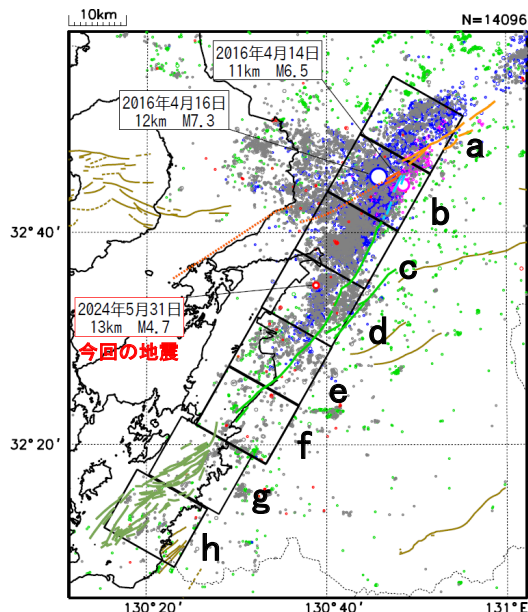 10km
N=14096
2016年4月14日
11km M6.5
2016年4月16日
12km M7.3
a
b
32°40′
c
2024年5月31日
13km M4.7
今回の地震
d
e
32°20′
f
g
h
130°20′
130°40′
131°E